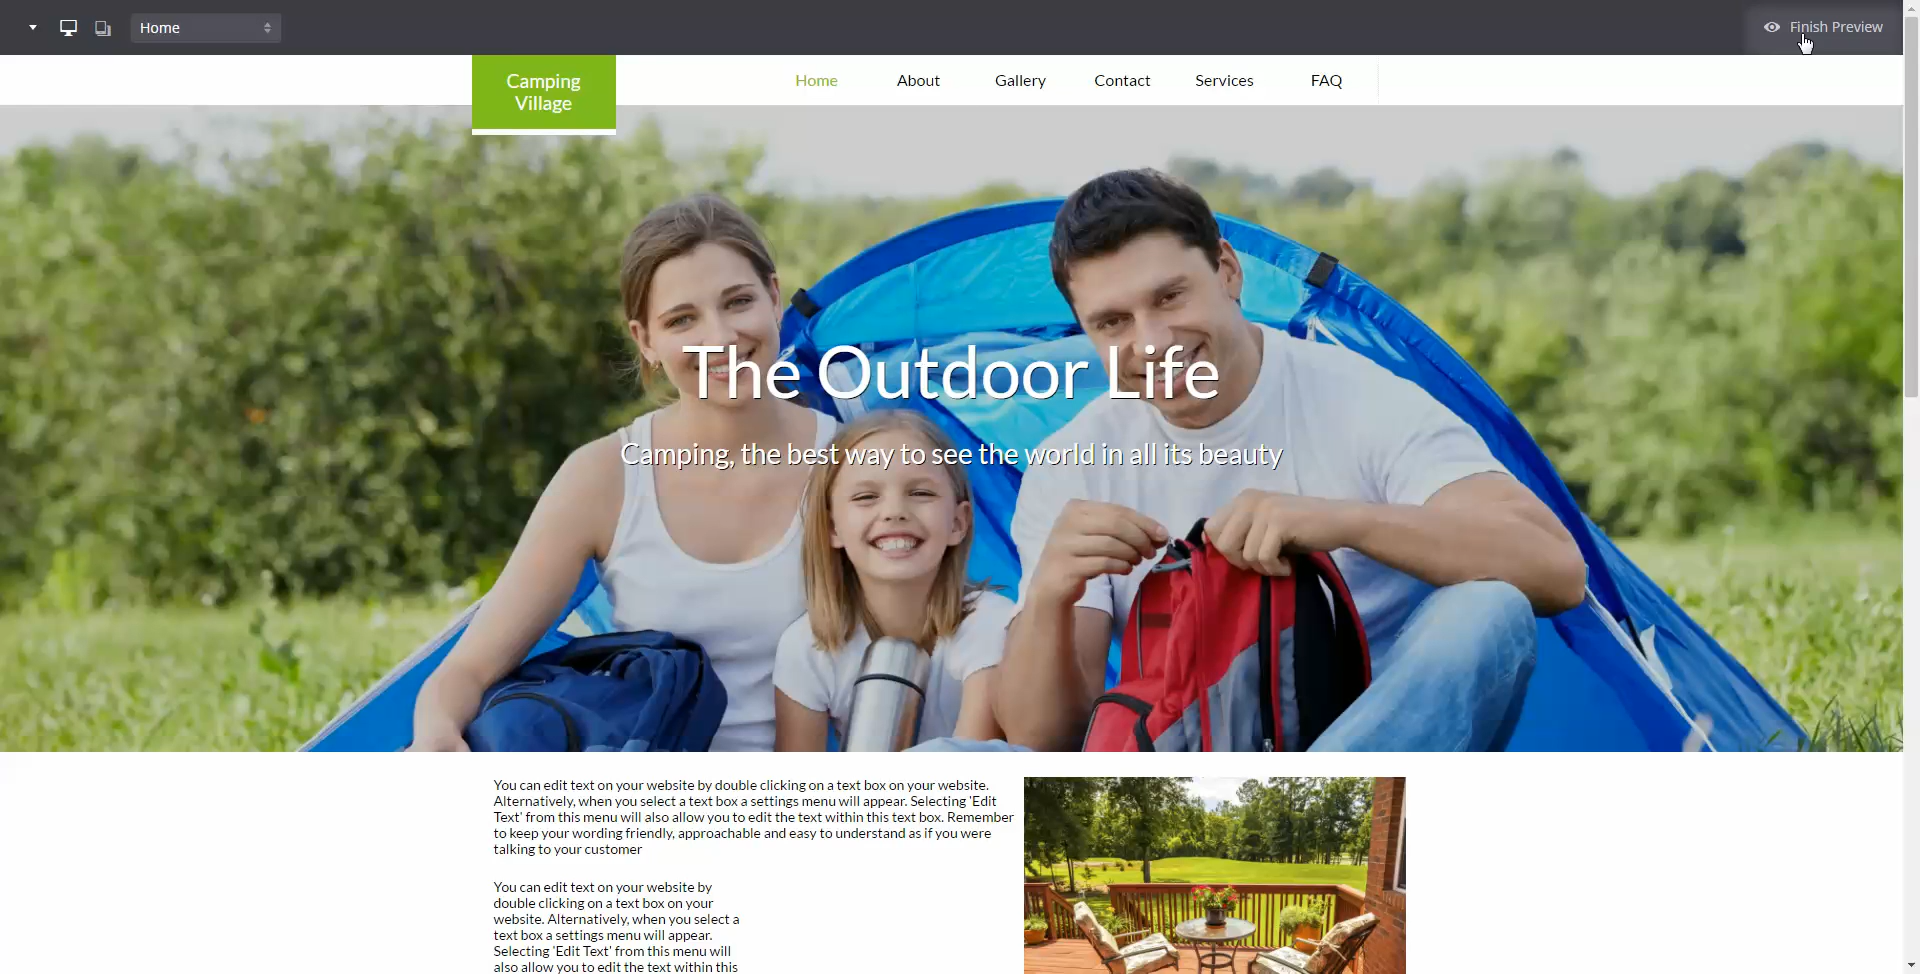 Home
Finish Preview
Camping
Village
Home About Gallery Contact Services FAQ
The Outdoor Life
Camping, the best way to see the world in all its beauty
You can edit text on your website by double clicking on a text box on your website.
Alternatively, when you select a text box a settings menu will appear. Selecting 'Edit
Text' from this menu will also allow you to edit the text within this text box. Remember
to keep your wording friendly, approachable and easy to understand as if you were
talking to your customer
You can edit text on your website by
double clicking on a text box on your
website. Alternatively, when you select a
text box a settings menu will appear.
Selecting 'Edit Text' from this menu will
also allow you to edit the text within this